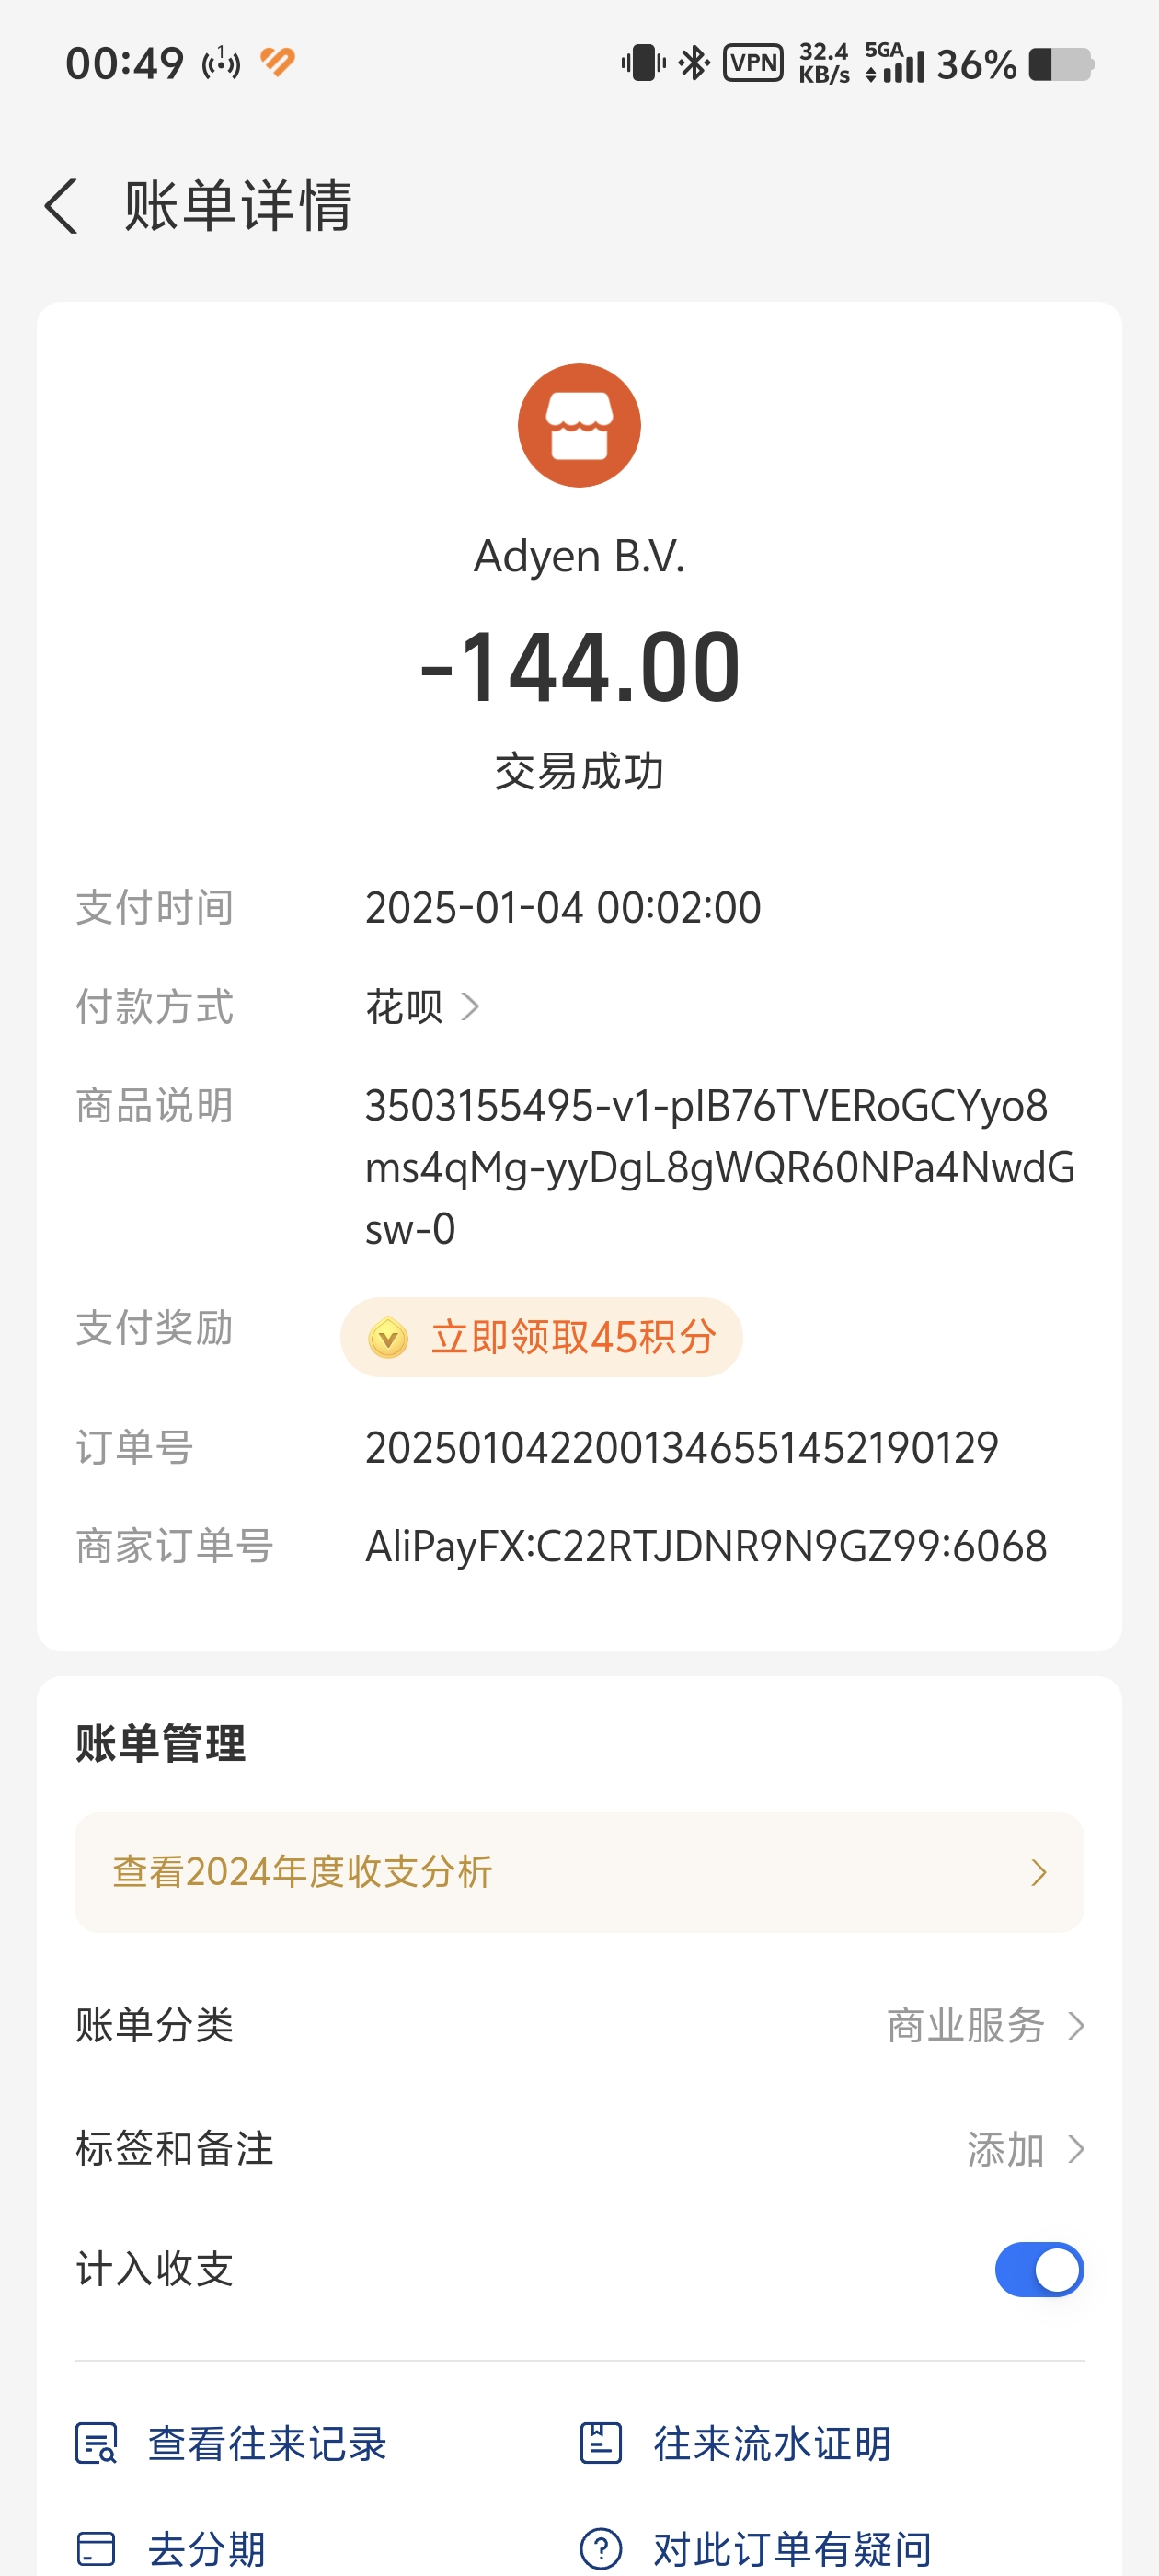 00:49 1 VPN 32.4 KB/s 5GA 36%
账单详情
Adyen B.V.
-144.00
交易成功
支付时间 2025-01-04 00:02:00
付款方式 花呗
商品说明 3503155495-v1-pIB76TVERoGCYyo8
ms4qMg-yyDgL8gWQR60NPa4NwdG
sw-0
支付奖励 立即领取45积分
订单号 2025010422001346551452190129
商家订单号 AliPayFX:C22RTJDNR9N9GZ99:6068
账单管理
查看2024年度收支分析
账单分类 商业服务
标签和备注 添加
计入收支
查看往来记录 往来流水证明
去分期 对此订单有疑问